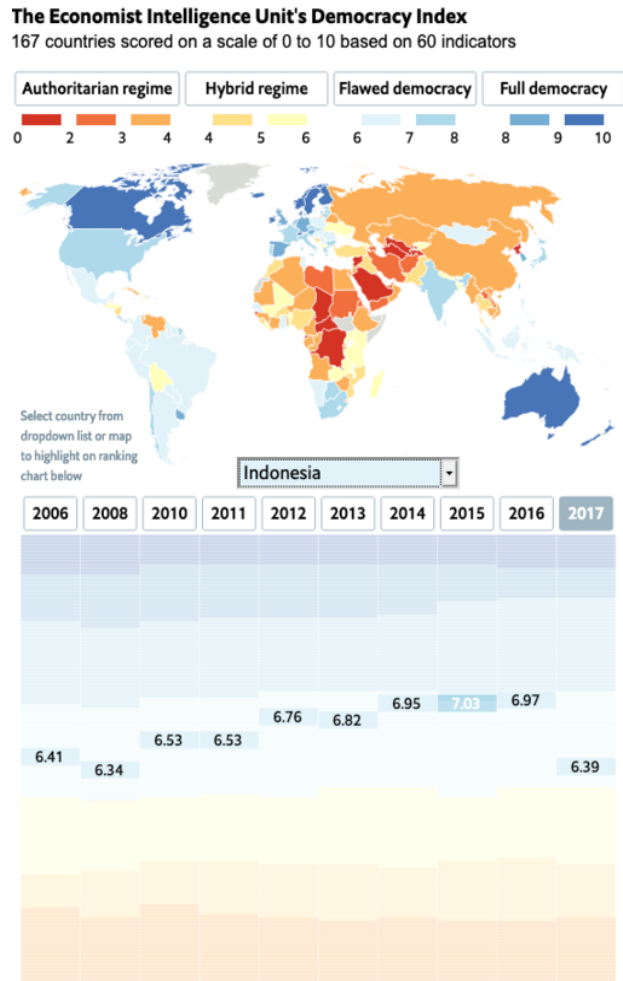 The Economist Intelligence Unit's Democracy Index
167 countries scored on a scale of 0 to 10 based on 60 indicators
Authoritarian regime Hybrid regime Flawed democracy Full democracy
0 2 3 4 4 5 6 6 7 8 8 9 10
Select country from
dropdown list or map
to highlight on ranking
chart below
Indonesia
2006 2008 2010 2011 2012 2013 2014 2015 2016 2017
6.41 6.34 6.53 6.53 6.76 6.82 6.95 7.03 6.97 6.39